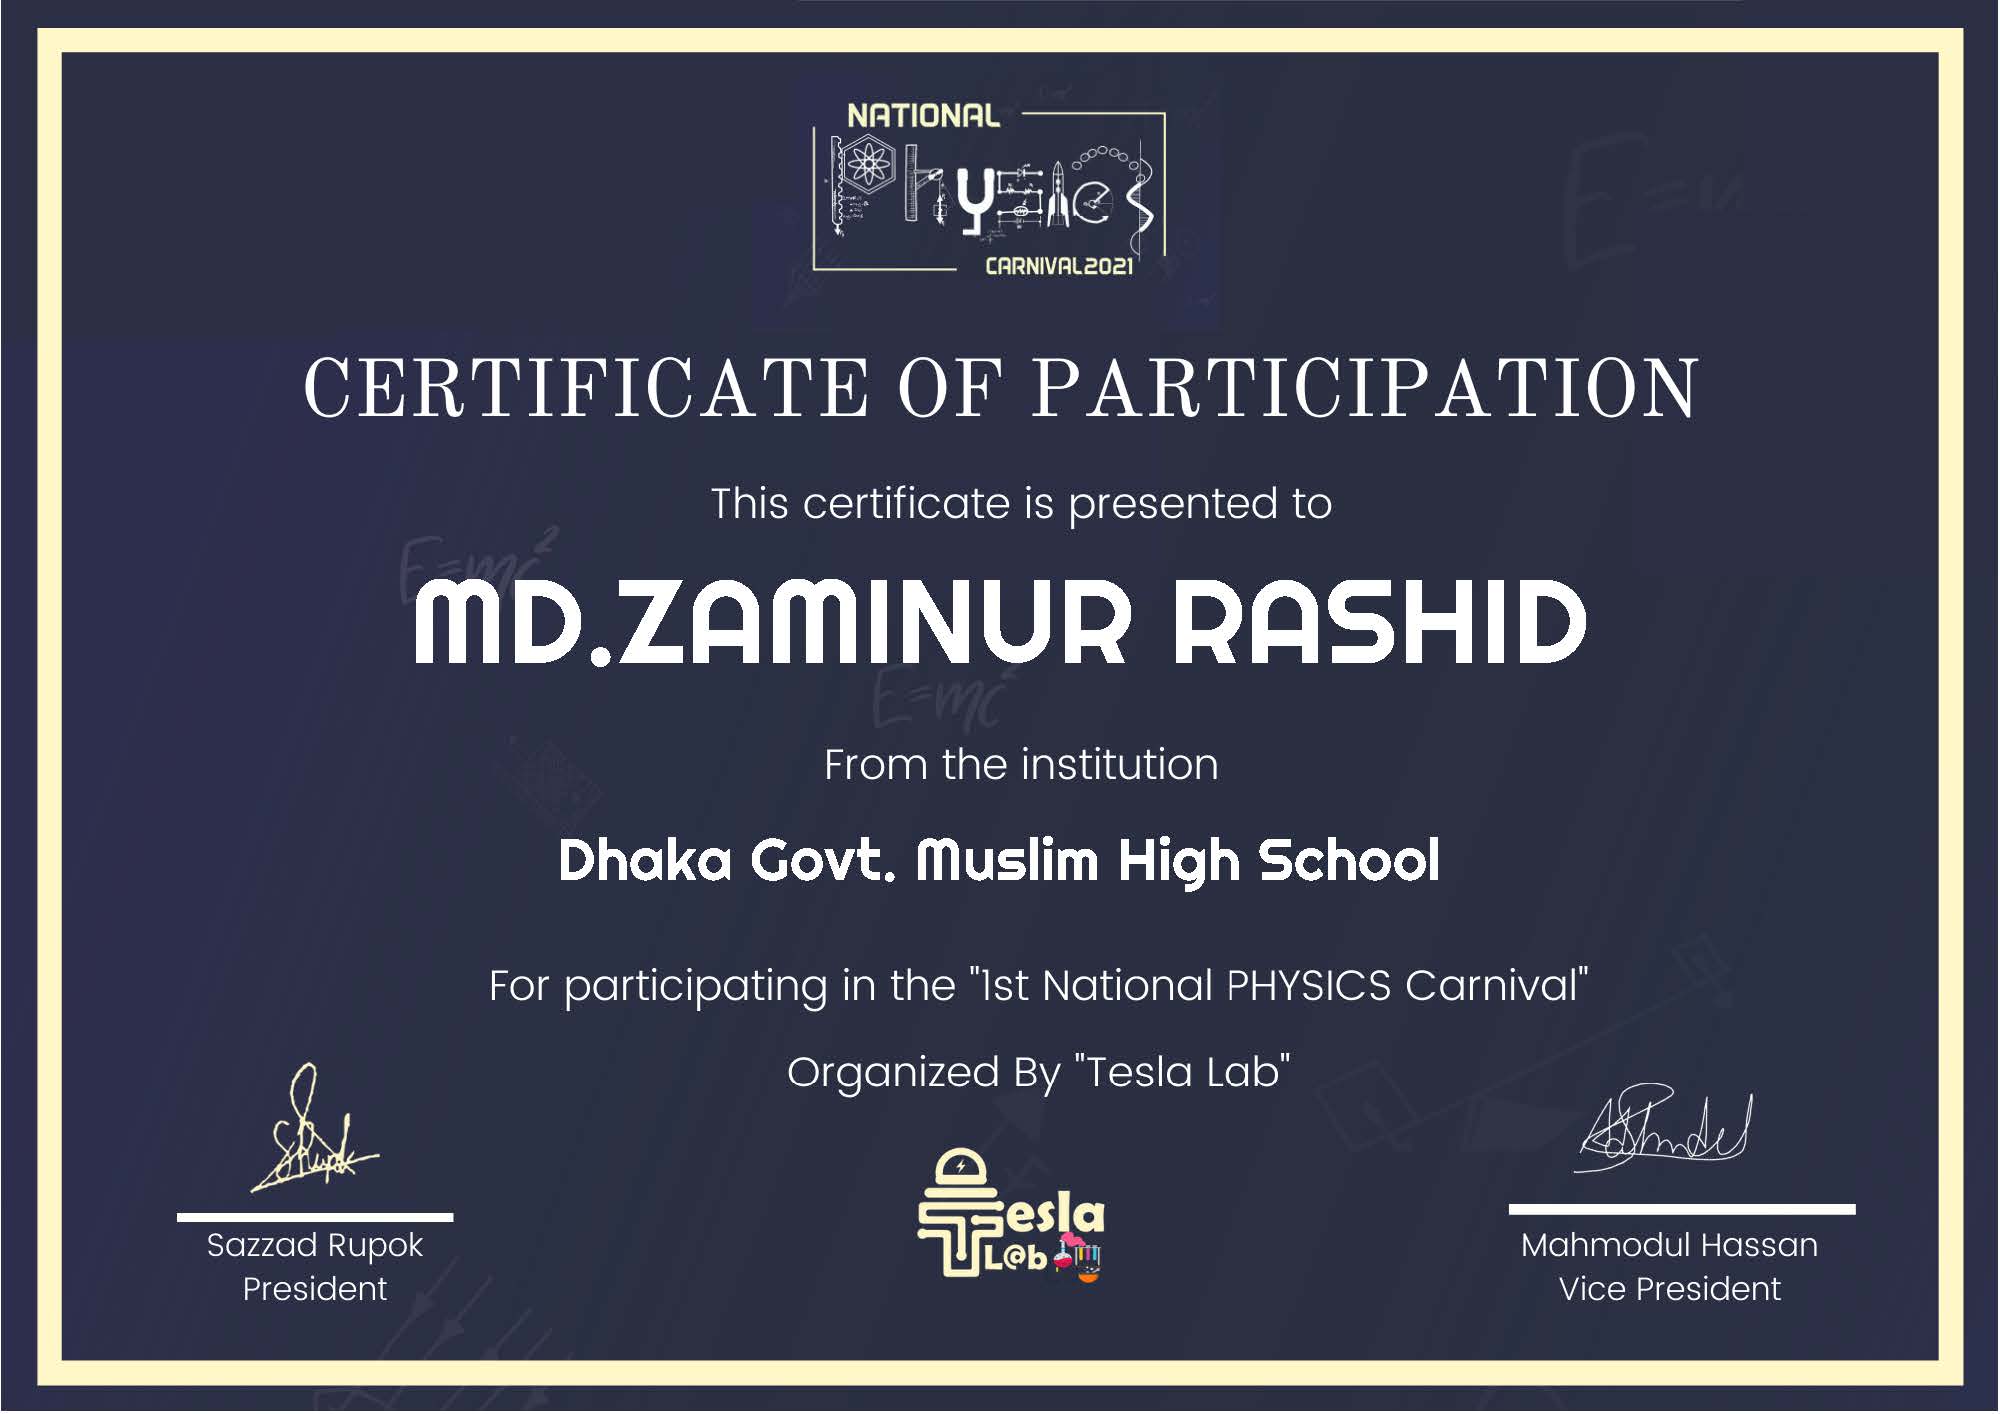 NATIONAL
PHYSICS
CARNIVAL2021
CERTIFICATE OF PARTICIPATION
This certificate is presented to
E=mc²
MD.ZAMINUR RASHID
E=mc²
From the institution
Dhaka Govt. Muslim High School
For participating in the "1st National PHYSICS Carnival"
Organized By "Tesla Lab"
Tesla
L@b
Sazzad Rupok
President
Mahmodul Hassan
Vice President